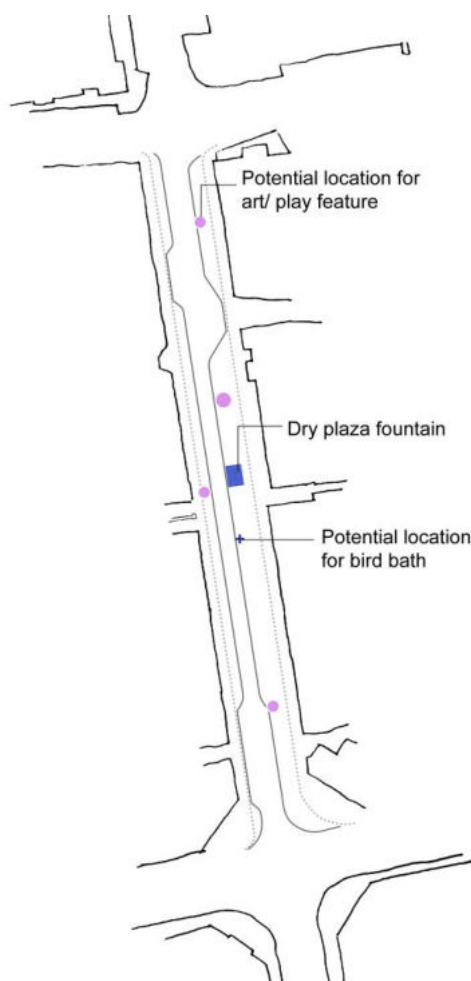 Potential location for
art/ play feature
Dry plaza fountain
Potential location
for bird bath